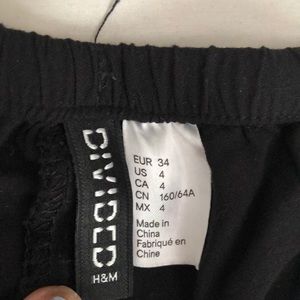 DIVIDED
H&M
EUR 34
US 4
CA 4
CN 160/64A
MX 4
Made in
China
Fabriqué en
Chine